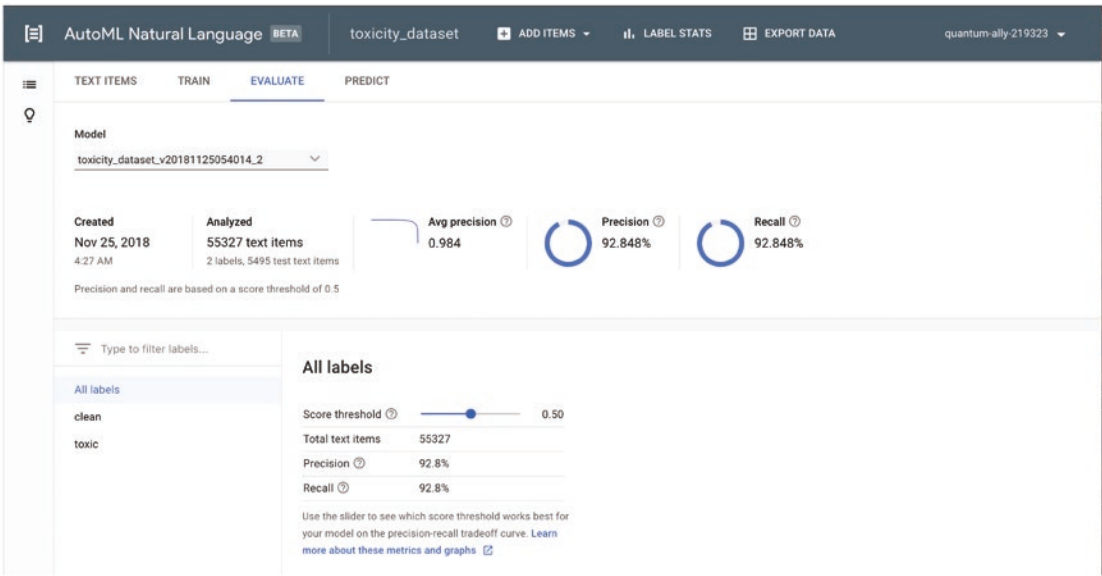 AutoML Natural Language BETA toxicity_dataset ADD ITEMS LABEL STATS EXPORT DATA quantum-ally-219323
TEXT ITEMS TRAIN EVALUATE PREDICT
Model
toxicity_dataset_v20181125054014_2
Created Analyzed Avg precision Precision Recall
Nov 25, 2018 55327 text items 0.984 92.848% 92.848%
4:27 AM 2 labels, 5495 test text items
Precision and recall are based on a score threshold of 0.5
Type to filter labels...
All labels
clean
toxic
All labels
Score threshold 0.50
Total text items 55327
Precision 92.8%
Recall 92.8%
Use the slider to see which score threshold works best for
your model on the precision-recall tradeoff curve. Learn
more about these metrics and graphs